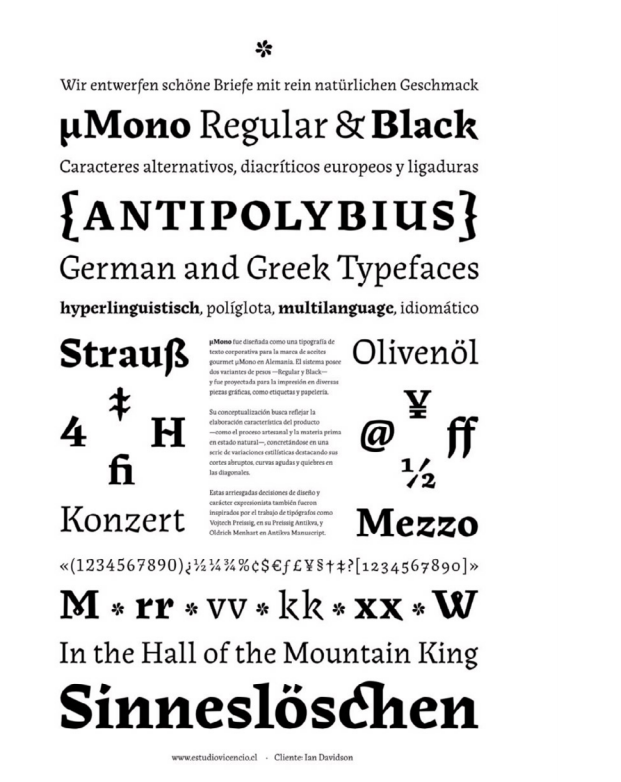 Wir entwerfen schöne Briefe mit rein natürlichen Geschmack
µMono Regular & Black
Caracteres alternativos, diacríticos europeos y ligaduras
{ANTIPOLYBIUS}
German and Greek Typefaces
hyperlinguistisch, políglota, multilanguage, idiomático
Strauß
‡
4 H
fi
Konzert
µMono fue diseñada como una tipografía de
texto corporativa para la marca de aceites
gourmet µMono en Alemania. El sistema posee
dos variantes de pesos —Regular y Black—
y fue proyectada para la impresión en diversas
piezas gráficas, como etiquetas y papelería.
Su conceptualización busca reflejar la
elaboración característica del producto
—como el proceso artesanal y la materia prima
en estado natural—, concretándose en una
serie de variaciones estilísticas destacando sus
cortes abruptos, curvas agudas y quiebres en
las diagonales.
Estas arriesgadas decisiones de diseño y
carácter expresionista también fueron
inspirados por el trabajo de tipógrafos como
Vojtech Preissig, en su Preissig Antikva, y
Oldrich Menhart en Antikva Manuscript.
Olivenöl
¥
@ ff
½
Mezzo
«(1234567890)¿½¼¾%¢$€ƒ£¥§†‡?[1234567890]»
M * rr * vv * kk * xx * W
In the Hall of the Mountain King
Sinneslöschen
www.estudiovicencio.cl · Cliente: Ian Davidson